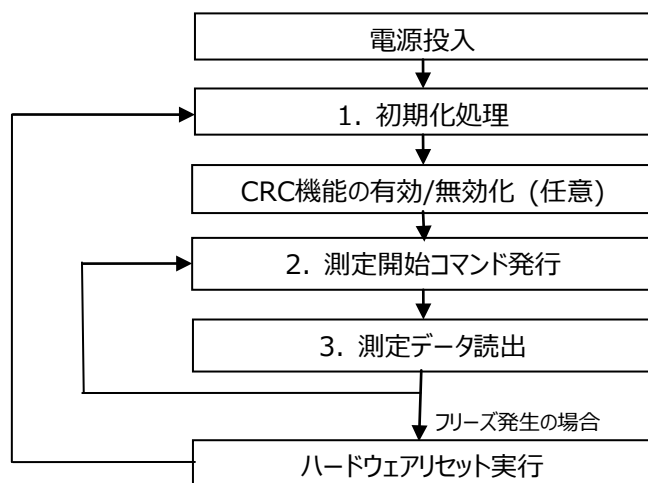 電源投入
1. 初期化処理
CRC機能の有効/無効化 (任意)
2. 測定開始コマンド発行
3. 測定データ読出
フリーズ発生の場合
ハードウェアリセット実行